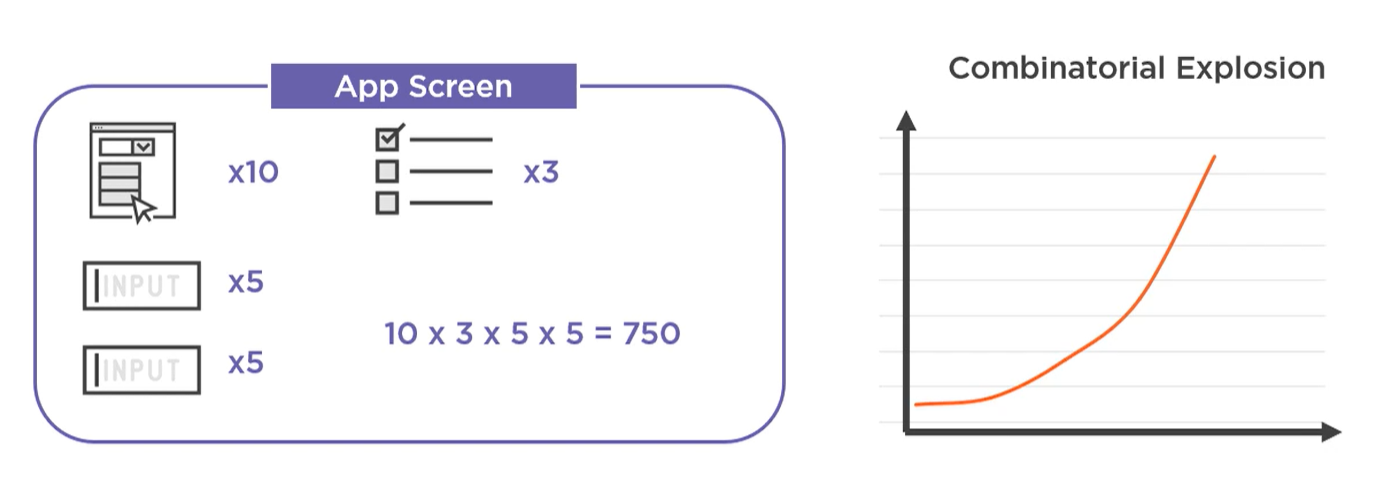 App Screen
x10
x3
INPUT
x5
10 x 3 x 5 x 5 = 750
INPUT
x5
Combinatorial Explosion